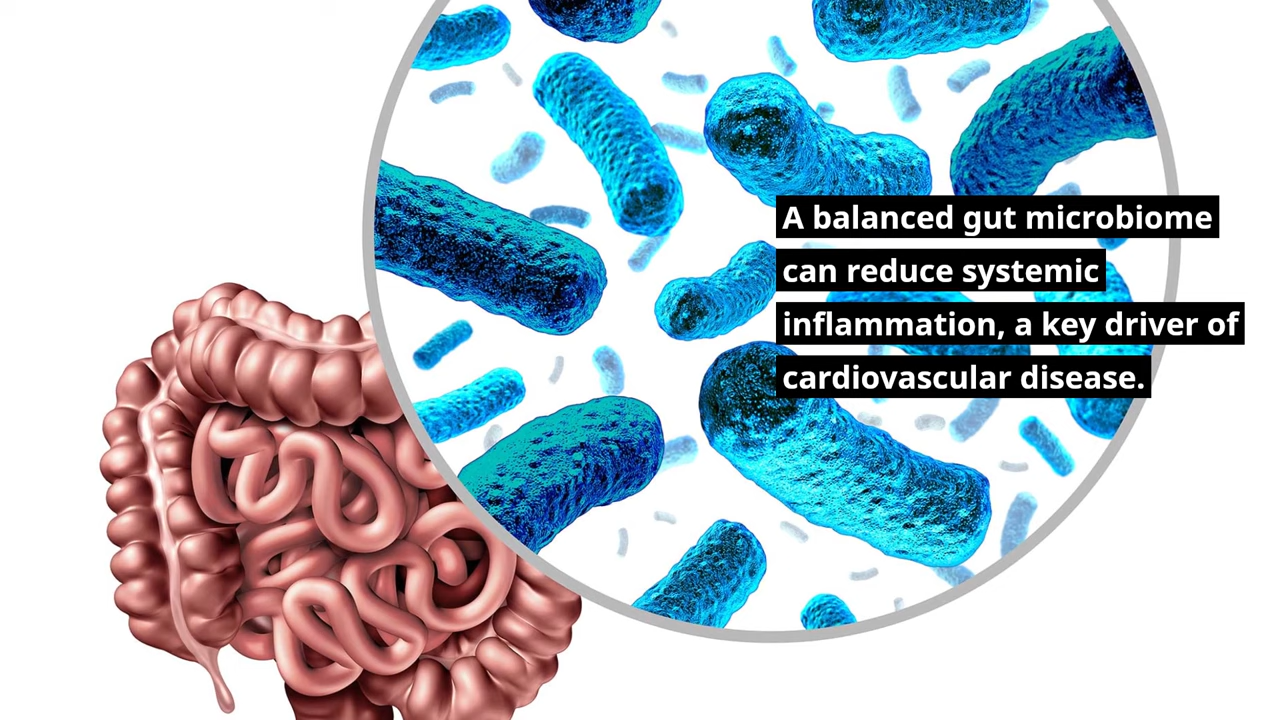 A balanced gut microbiome
can reduce systemic
inflammation, a key driver of
cardiovascular disease.